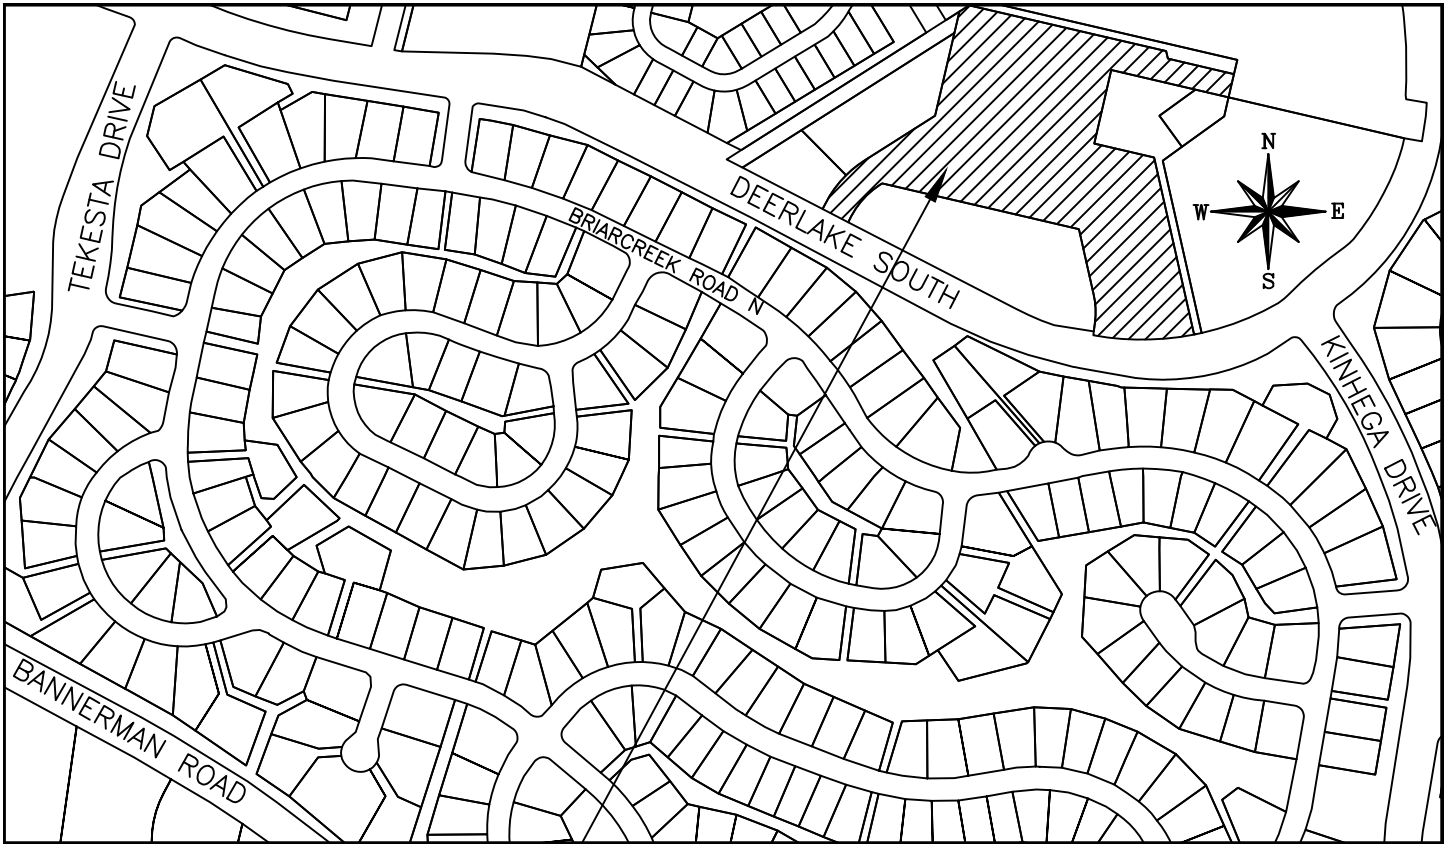 TEKESTA DRIVE
DEERLAKE SOUTH
BRIARCREEK ROAD N
N
W E
S
KINHEGA DRIVE
BANNERMAN ROAD